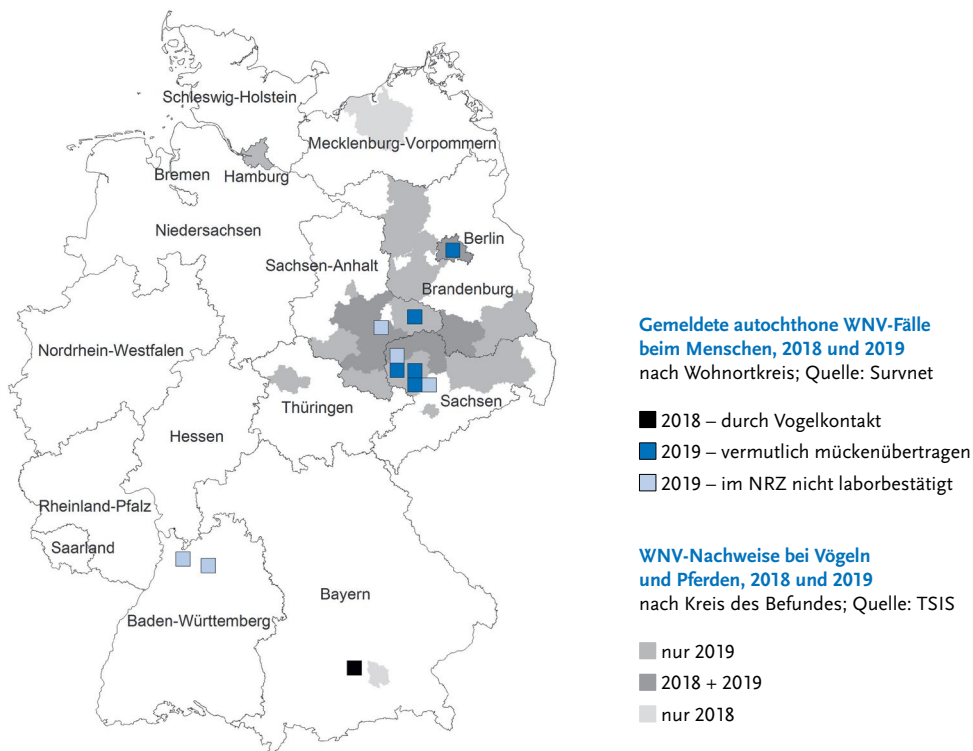 Schleswig-Holstein
Mecklenburg-Vorpommern
Bremen
Hamburg
Niedersachsen
Berlin
Sachsen-Anhalt
Brandenburg
Nordrhein-Westfalen
Thüringen
Sachsen
Hessen
Rheinland-Pfalz
Saarland
Bayern
Baden-Württemberg
Gemeldete autochthone WNV-Fälle
beim Menschen, 2018 und 2019
nach Wohnortkreis; Quelle: Survnet
2018 – durch Vogelkontakt
2019 – vermutlich mückenübertragen
2019 – im NRZ nicht laborbestätigt
WNV-Nachweise bei Vögeln
und Pferden, 2018 und 2019
nach Kreis des Befundes; Quelle: TSIS
nur 2019
2018 + 2019
nur 2018